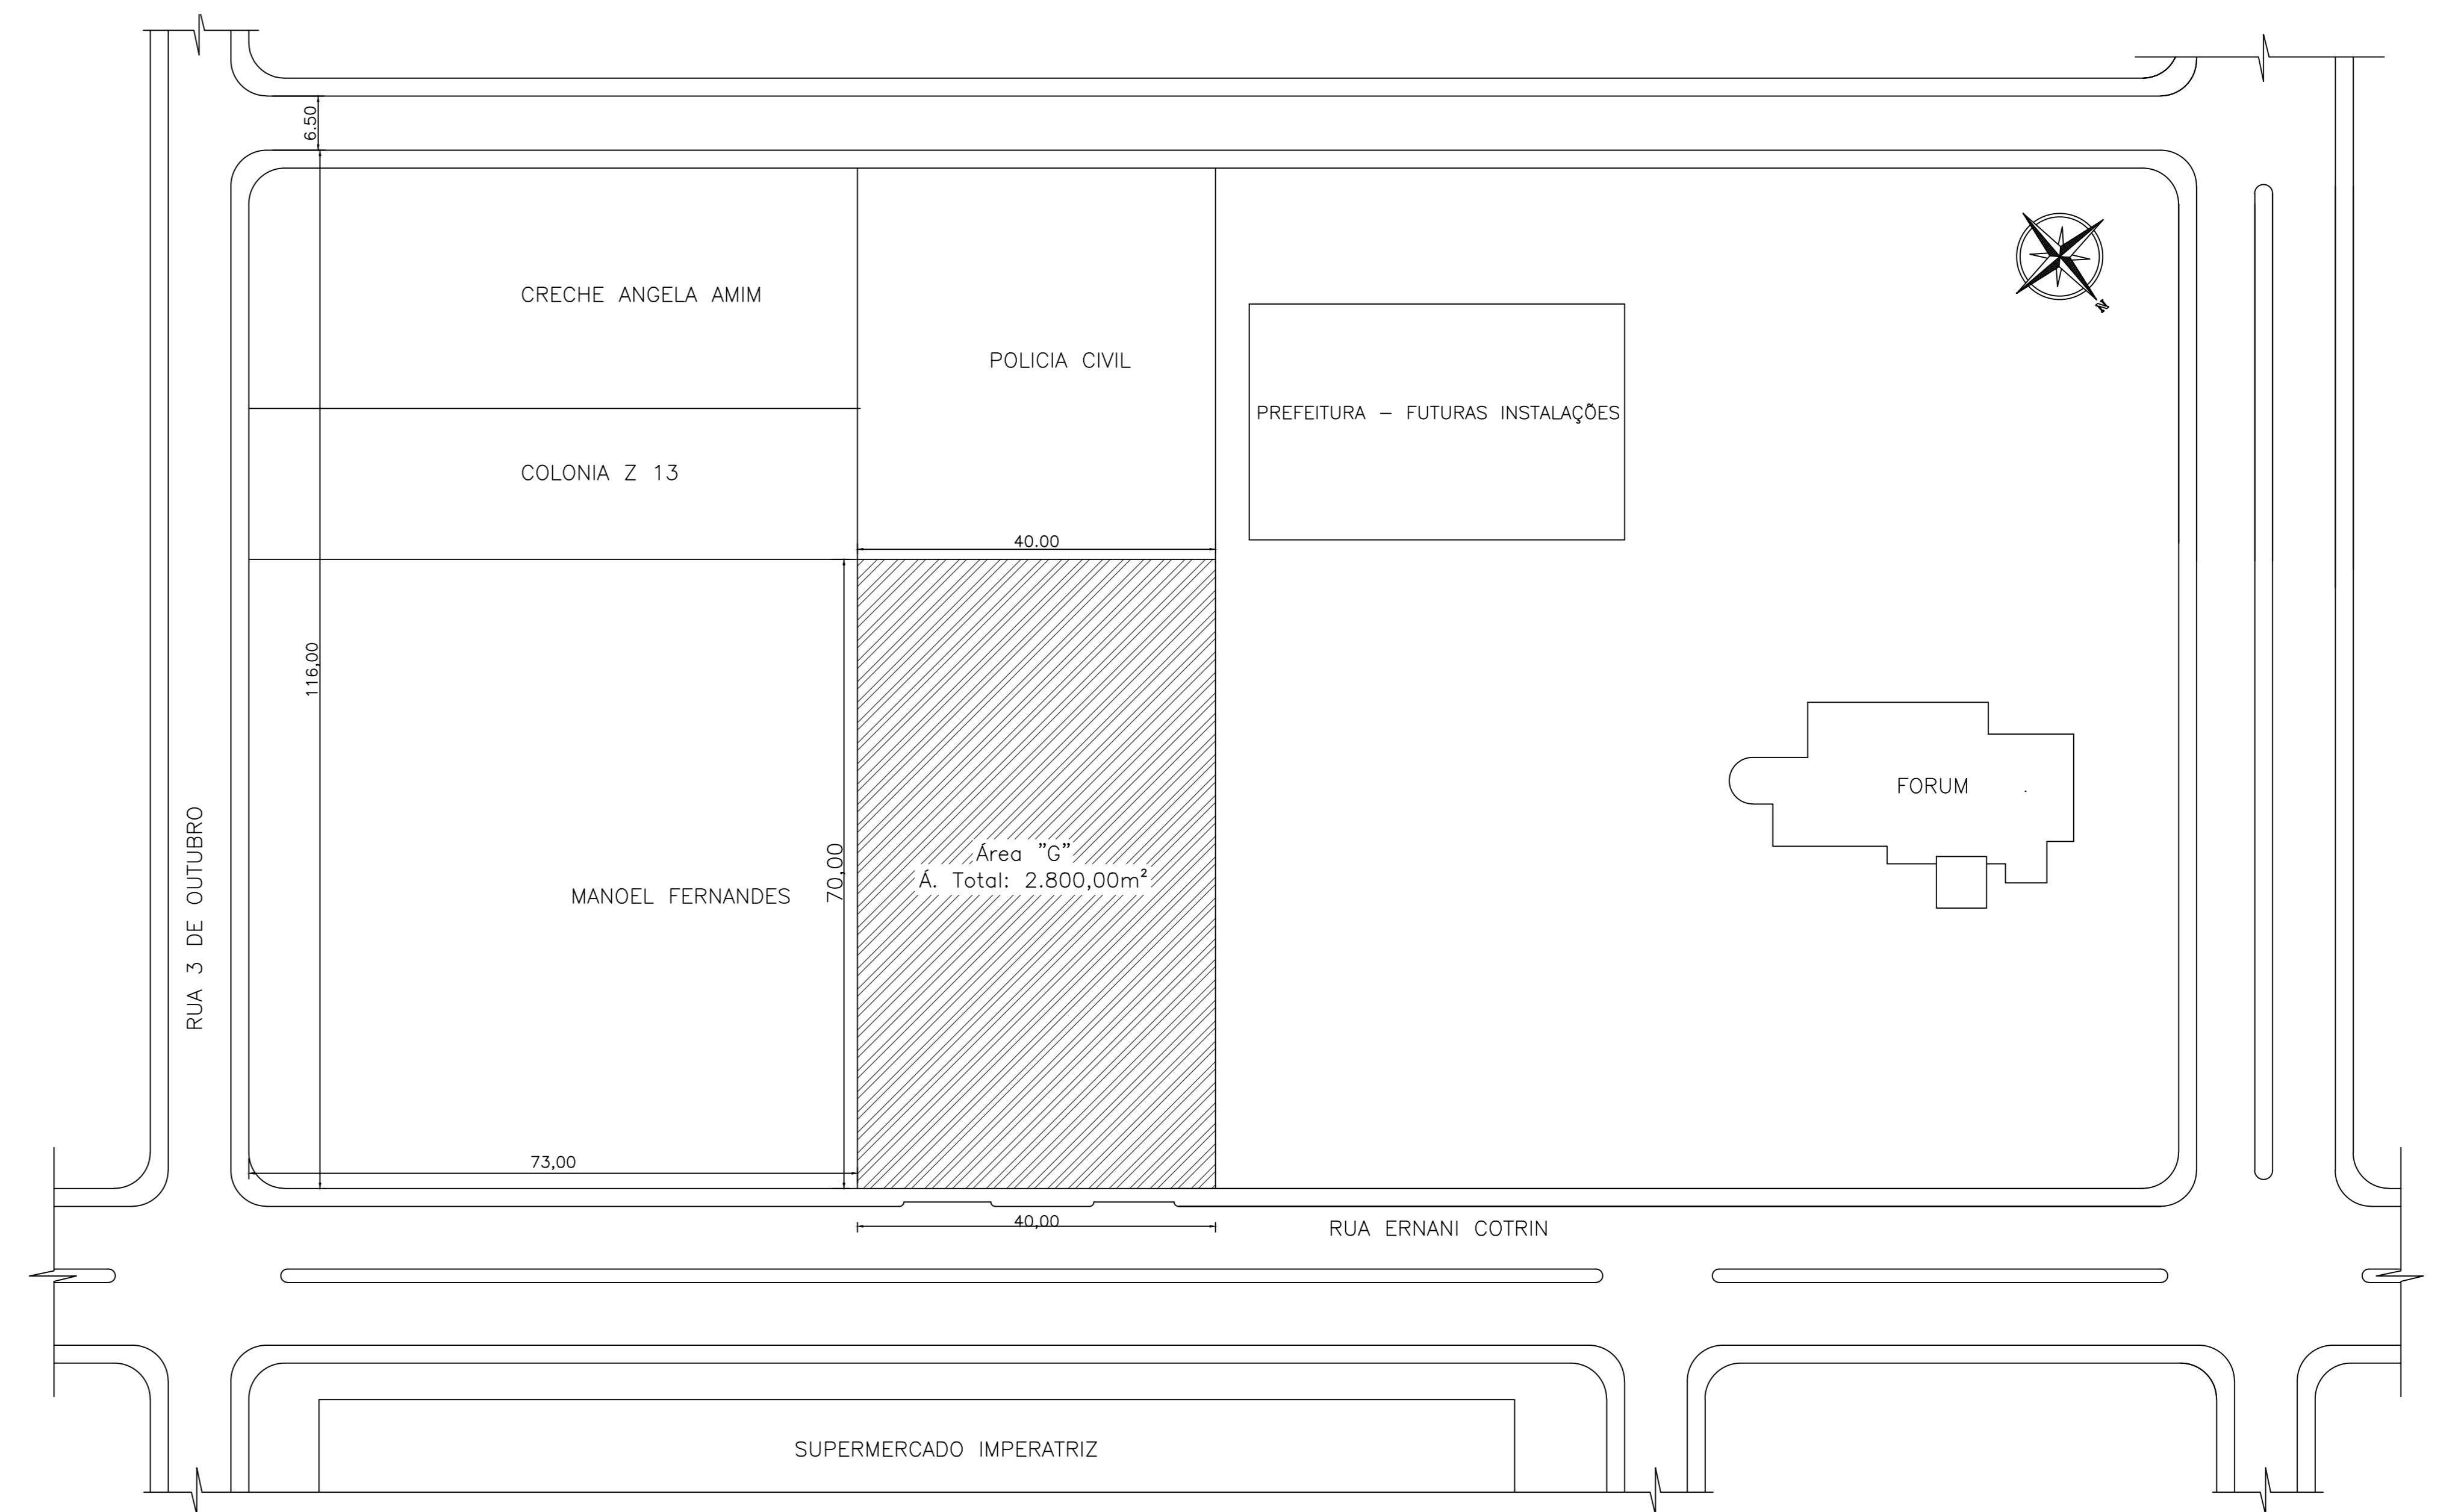 6.50
CRECHE ANGELA AMIM
N
POLICIA CIVIL
PREFEITURA - FUTURAS INSTALAÇÕES
COLONIA Z 13
40.00
116,00
FORUM
RUA 3 DE OUTUBRO
MANOEL FERNANDES
70,00
Área "G"
Á. Total: 2.800,00m²
73,00
40,00
RUA ERNANI COTRIN
SUPERMERCADO IMPERATRIZ